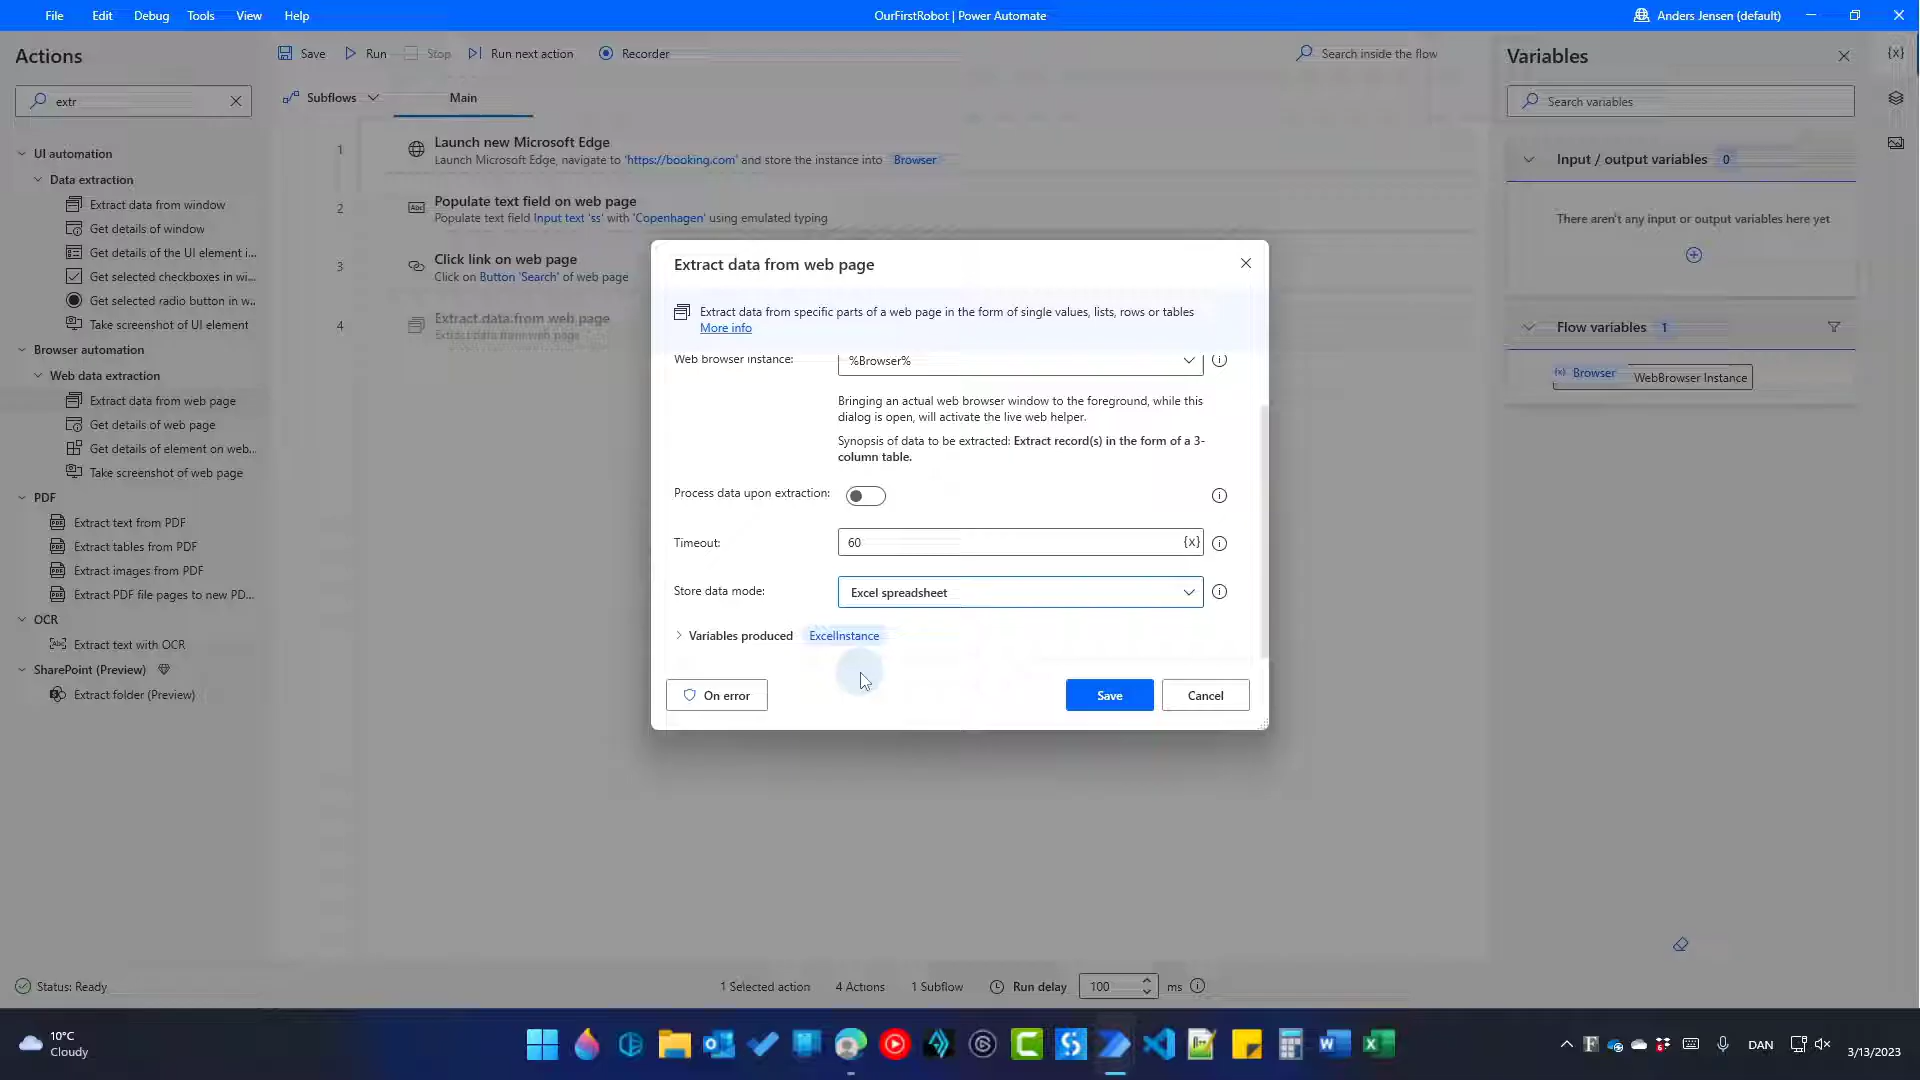 File Edit Debug Tools View Help
OurFirstRobot | Power Automate
Anders Jensen (default)
Actions
extr
UI automation
Data extraction
Extract data from window
Get details of window
Get details of the UI element i...
Get selected checkboxes in wi...
Get selected radio button in w...
Take screenshot of UI element
Browser automation
Web data extraction
Extract data from web page
Get details of web page
Get details of element on web...
Take screenshot of web page
PDF
Extract text from PDF
Extract tables from PDF
Extract images from PDF
Extract PDF file pages to new PD...
OCR
Extract text with OCR
SharePoint (Preview)
Extract folder (Preview)
Save Run Stop Run next action Recorder
Search inside the flow
Subflows Main
1 Launch new Microsoft Edge
Launch Microsoft Edge, navigate to 'https://booking.com' and store the instance into Browser
2 Populate text field on web page
Populate text field Input text 'ss' with 'Copenhagen' using emulated typing
3 Click link on web page
Click on Button 'Search' of web page
4 Extract data from web page
Extract data from web page
Extract data from web page
Extract data from specific parts of a web page in the form of single values, lists, rows or tables
More info
Web browser instance: %Browser%
Bringing an actual web browser window to the foreground, while this
dialog is open, will activate the live web helper.
Synopsis of data to be extracted: Extract record(s) in the form of a 3-
column table.
Process data upon extraction:
Timeout: 60 {x}
Store data mode: Excel spreadsheet
Variables produced ExcelInstance
On error Save Cancel
Variables
{x}
Search variables
Input / output variables 0
There aren't any input or output variables here yet
Flow variables 1
(x) Browser WebBrowser Instance
Status: Ready
1 Selected action 4 Actions 1 Subflow Run delay 100 ms
10°C
Cloudy
DAN
3/13/2023